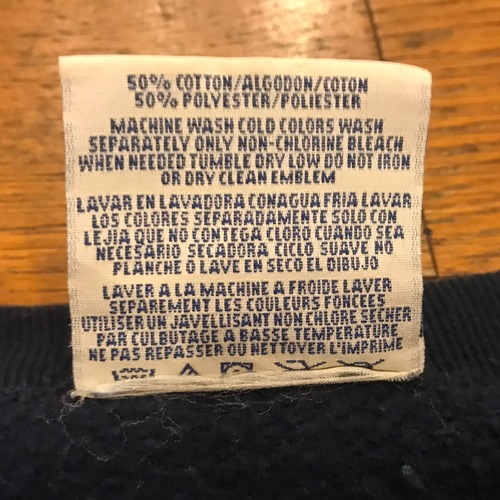 50% COTTON/ALGODON/COTON
50% POLYESTER/POLIESTER
MACHINE WASH COLD COLORS WASH
SEPARATELY ONLY NON-CHLORINE BLEACH
WHEN NEEDED TUMBLE DRY LOW DO NOT IRON
OR DRY CLEAN EMBLEM
LAVAR EN LAVADORA CONAGUA FRIA LAVAR
LOS COLORES SEPARADAMENTE SOLO CON
LEJIA QUE NO CONTEGA CLORO CUANDO SEA
NECESARIO SECADORA CICLO SUAVE NO
PLANCHE O LAVE EN SECO EL DIBUJO
LAVER A LA MACHINE A FROIDE LAVER
SEPAREMENT LES COULEURS FONCEES
UTILISER UN JAVELLISANT NON CHLORE SECHER
PAR CULBUTAGE A BASSE TEMPERATURE
NE PAS REPASSER OU NETTOYER L'IMPRIME